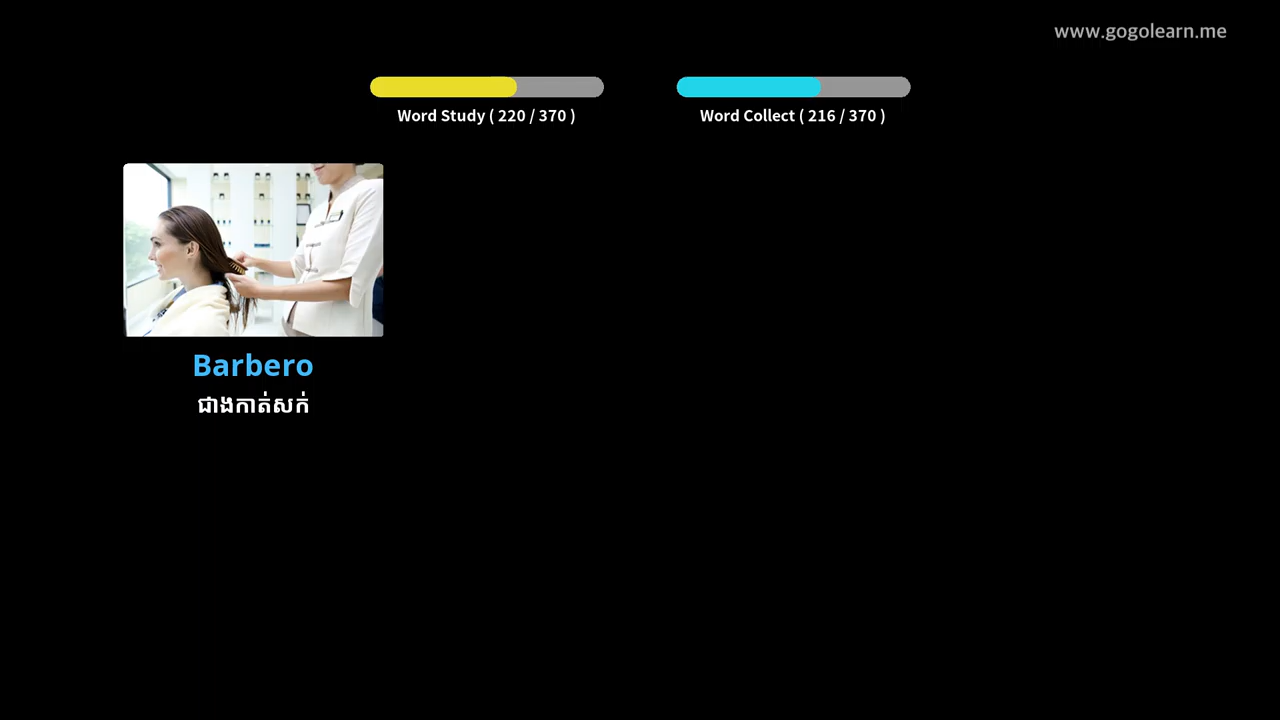 www.gogolearn.me
Word Study ( 220 / 370 )
Word Collect ( 216 / 370 )
Barbero
ជាងកាត់សក់